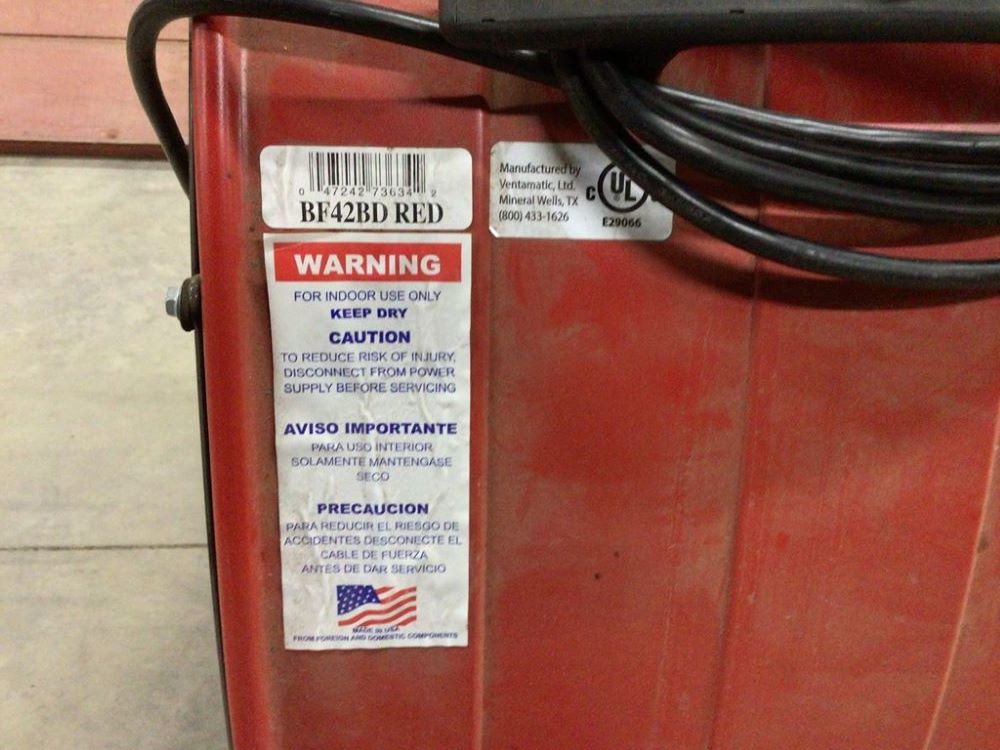 0 47242 73634 2
BF42BD RED
Manufactured by
Ventamatic, Ltd.
Mineral Wells, TX
(800) 433-1626
C UL
E29066
WARNING
FOR INDOOR USE ONLY
KEEP DRY
CAUTION
TO REDUCE RISK OF INJURY,
DISCONNECT FROM POWER
SUPPLY BEFORE SERVICING
AVISO IMPORTANTE
PARA USO INTERIOR
SOLAMENTE MANTENGASE
SECO
PRECAUCION
PARA REDUCIR EL RIESGO DE
ACCIDENTES DESCONECTE EL
CABLE DE FUERZA
ANTES DE DAR SERVICIO
MADE IN USA
FROM FOREIGN AND DOMESTIC COMPONENTS